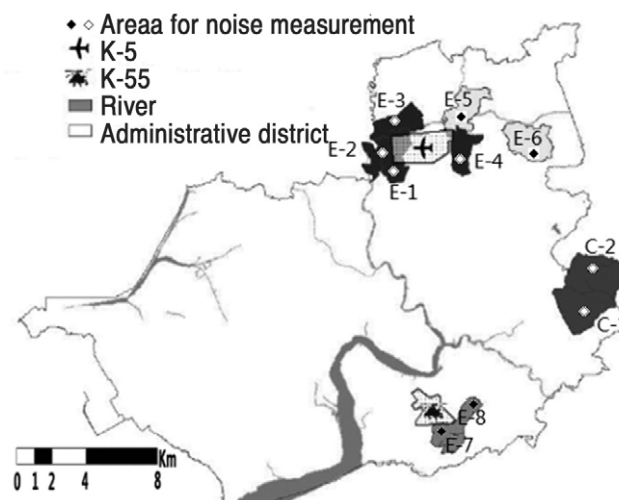 Areaa for noise measurement
K-5
K-55
River
Administrative district
E-3
E-5
E-2
E-6
E-4
E-1
C-2
E-8
E-7
Km
0 1 2 4 8